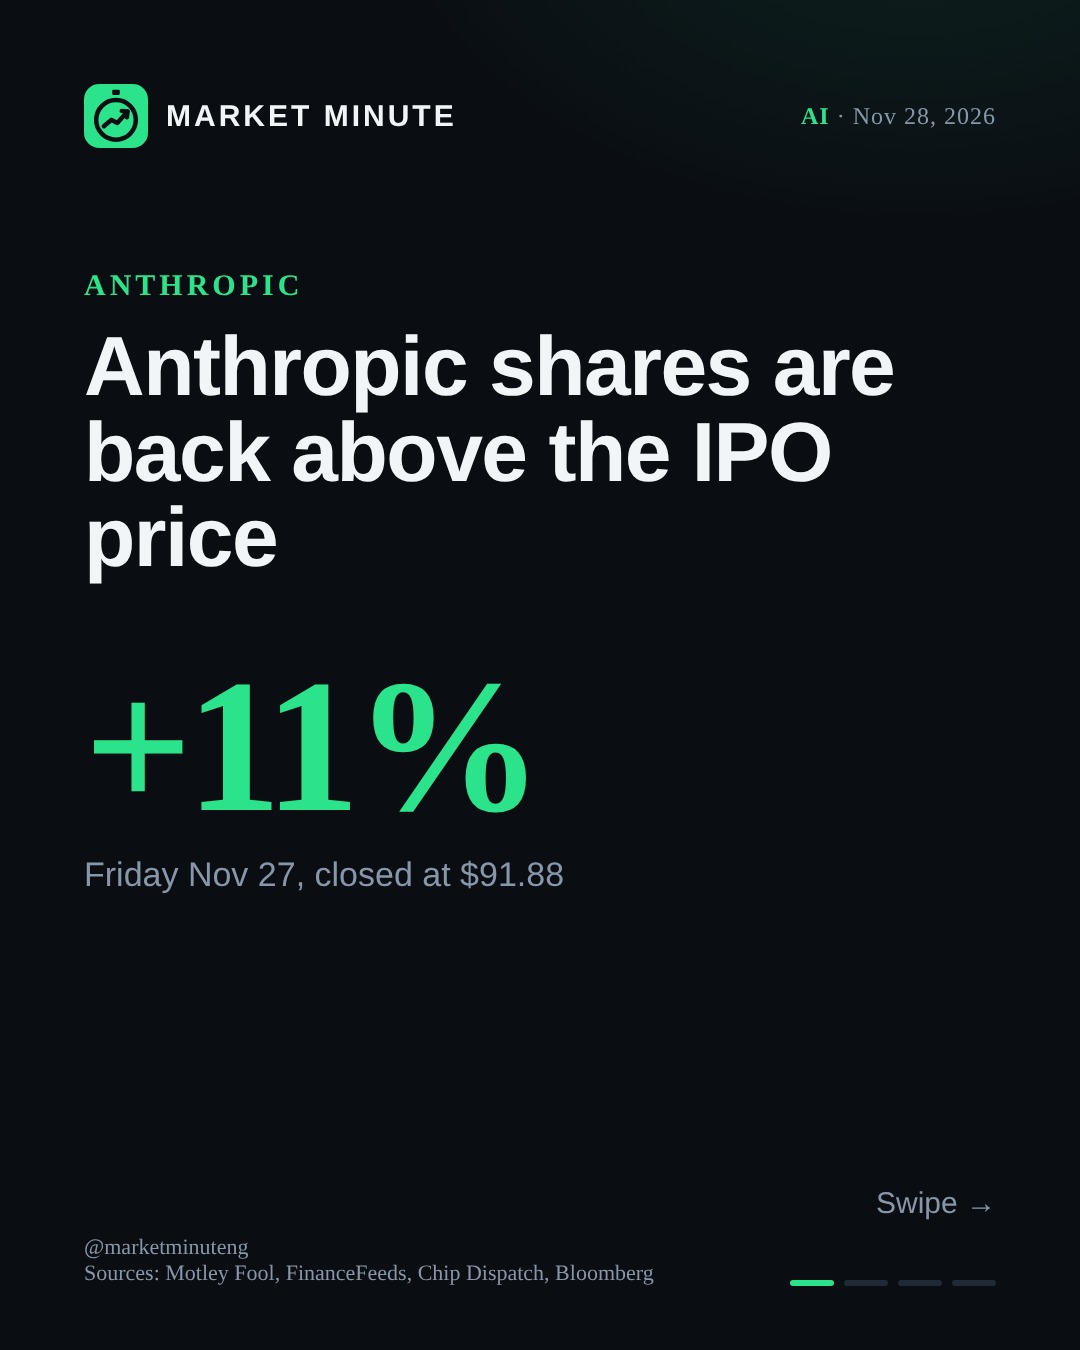 MARKET MINUTE
AI · Nov 28, 2026
ANTHROPIC
Anthropic shares are
back above the IPO
price
+11%
Friday Nov 27, closed at $91.88
Swipe →
@marketminuteng
Sources: Motley Fool, FinanceFeeds, Chip Dispatch, Bloomberg